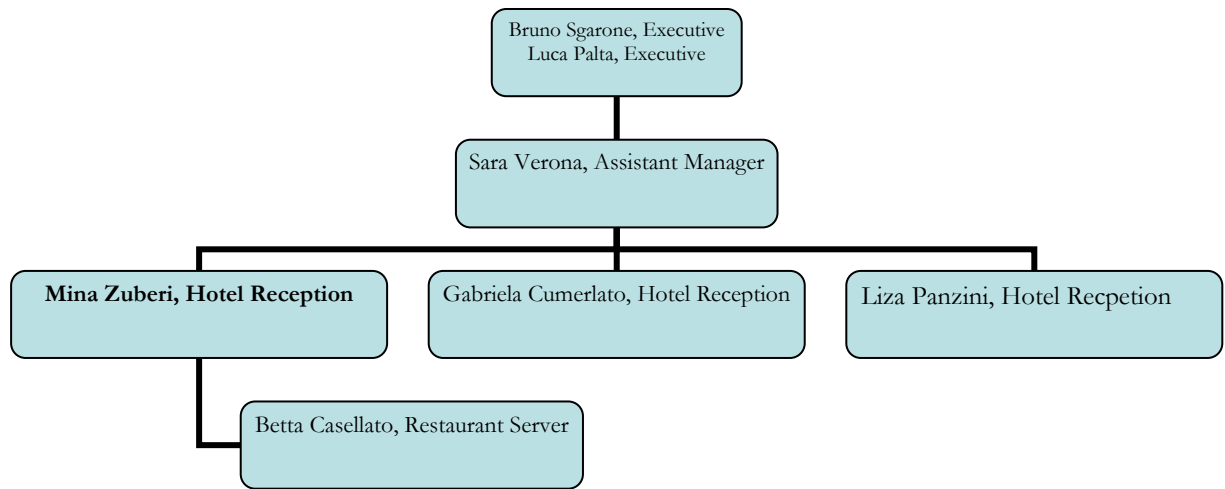 Bruno Sgarone, Executive
Luca Palta, Executive
Sara Verona, Assistant Manager
Mina Zuberi, Hotel Reception
Gabriela Cumerlato, Hotel Reception
Liza Panzini, Hotel Recpetion
Betta Casellato, Restaurant Server